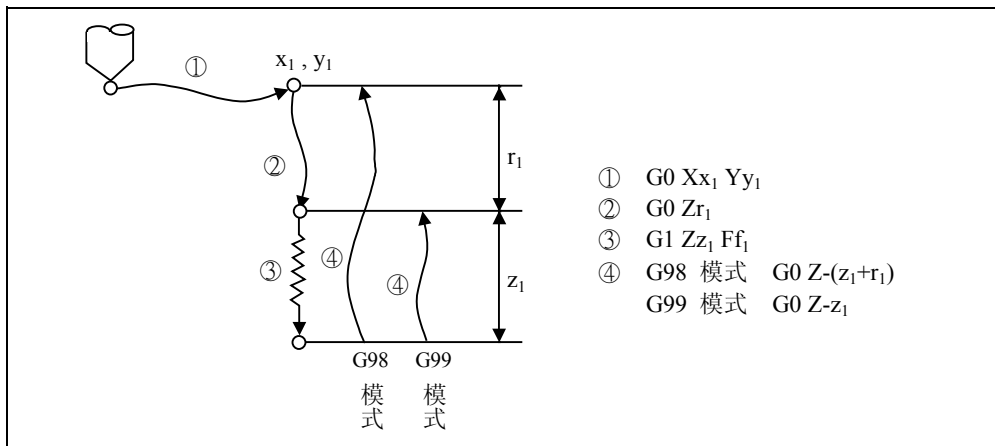 ①
x₁ , y₁
②
r₁
③
④
④
z₁
G98
模式
G99
模式
① G0 Xx₁ Yy₁
② G0 Zr₁
③ G1 Zz₁ Ff₁
④ G98 模式 G0 Z-(z₁+r₁)
G99 模式 G0 Z-z₁